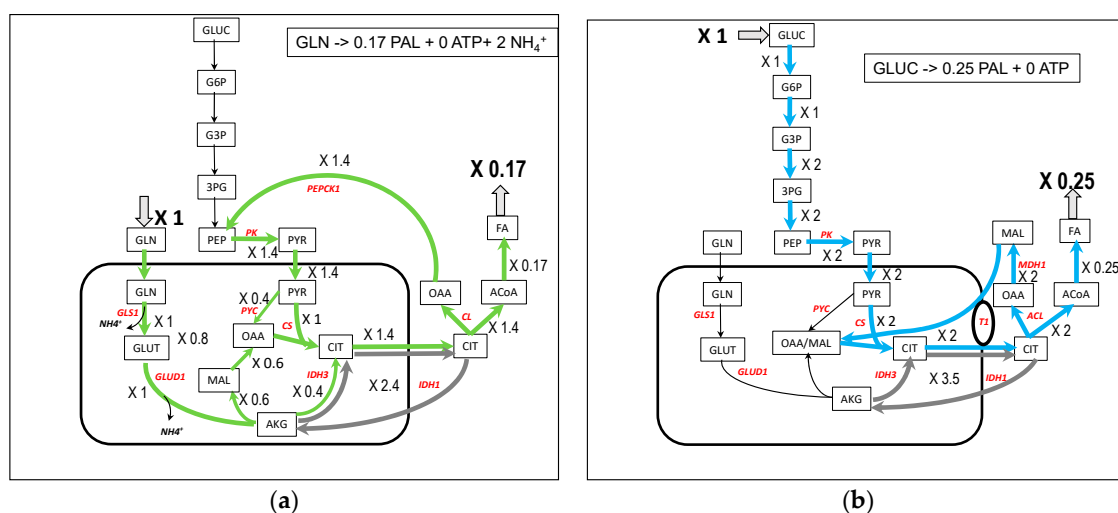 GLUC
GLN -> 0.17 PAL + 0 ATP+ 2 NH₄⁺
G6P
G3P
X 1.4
X 0.17
PEPCK1
3PG
X 1
FA
GLN
PEP
PK
PYR
X 1.4
X 0.17
X 1.4
GLN
PYR
OAA
ACoA
GLS1
X 0.4
NH4⁺
PYC
X 1
CL
X 1
X 0.8
OAA
CS
X 1.4
X 1.4
GLUT
CIT
CIT
X 0.6
IDH3
MAL
X 2.4
GLUD1
X 0.4
IDH1
X 1
X 0.6
AKG
NH4⁺
(a)
X 1
GLUC
X 1
GLUC -> 0.25 PAL + 0 ATP
G6P
X 1
G3P
X 2
X 0.25
3PG
X 2
FA
GLN
PEP
PK
PYR
MAL
X 2
X 0.25
X 2
MDH1
X 2
GLN
PYR
OAA
ACoA
GLS1
PYC
X 2
T1
ACL
CS
X 2
X 2
GLUT
OAA/MAL
CIT
CIT
GLUD1
IDH3
X 3.5
IDH1
AKG
(b)